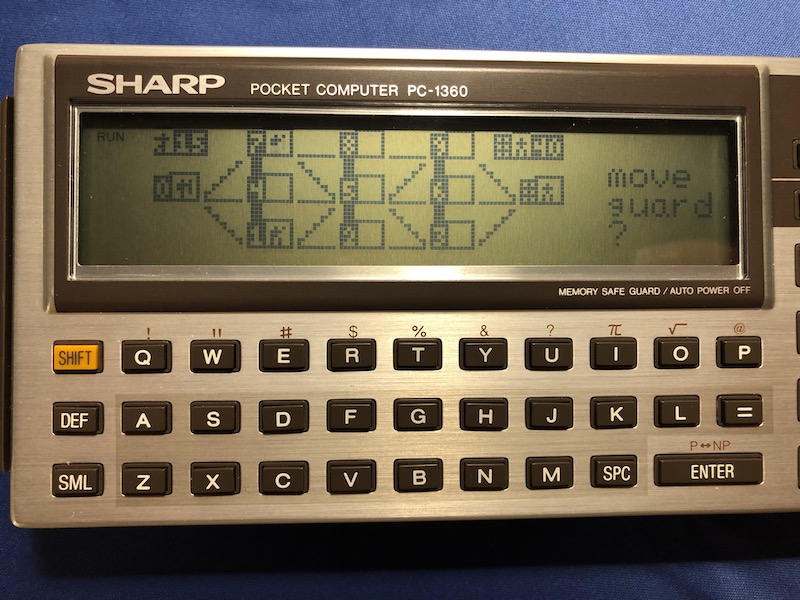 SHARP POCKET COMPUTER PC-1360
RUN
move
guard
?
MEMORY SAFE GUARD / AUTO POWER OFF
! " # $ % & ? π √ @
SHIFT Q W E R T Y U I O P
DEF A S D F G H J K L =
P↔NP
SML Z X C V B N M SPC ENTER